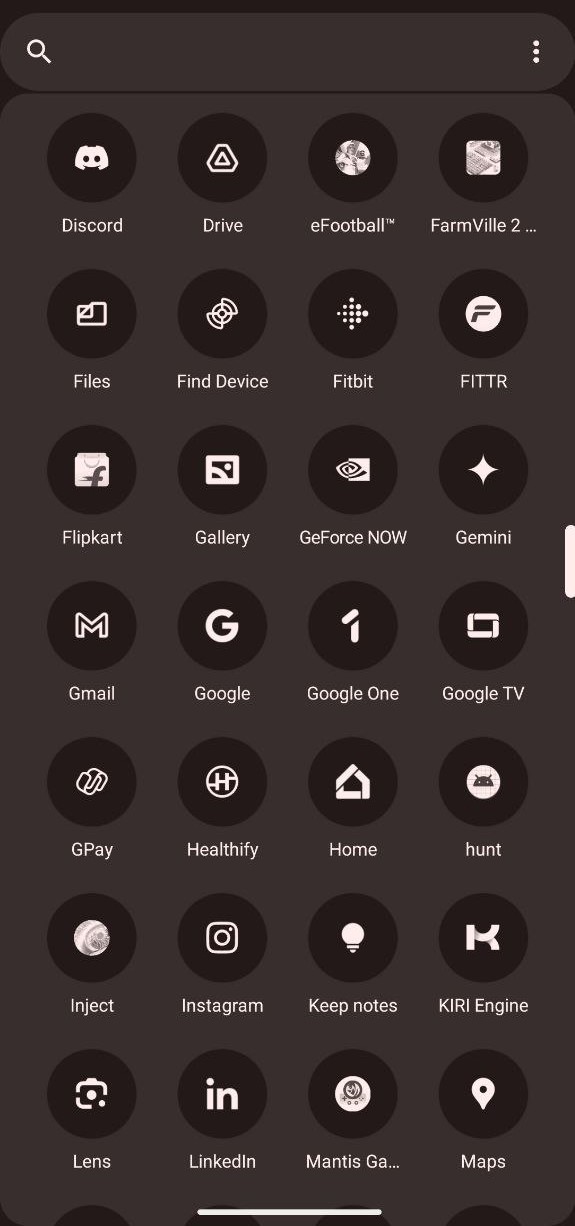 Discord Drive eFootball™ FarmVille 2 ...
Files Find Device Fitbit FITTR
Flipkart Gallery GeForce NOW Gemini
Gmail Google Google One Google TV
GPay Healthify Home hunt
Inject Instagram Keep notes KIRI Engine
Lens LinkedIn Mantis Ga... Maps